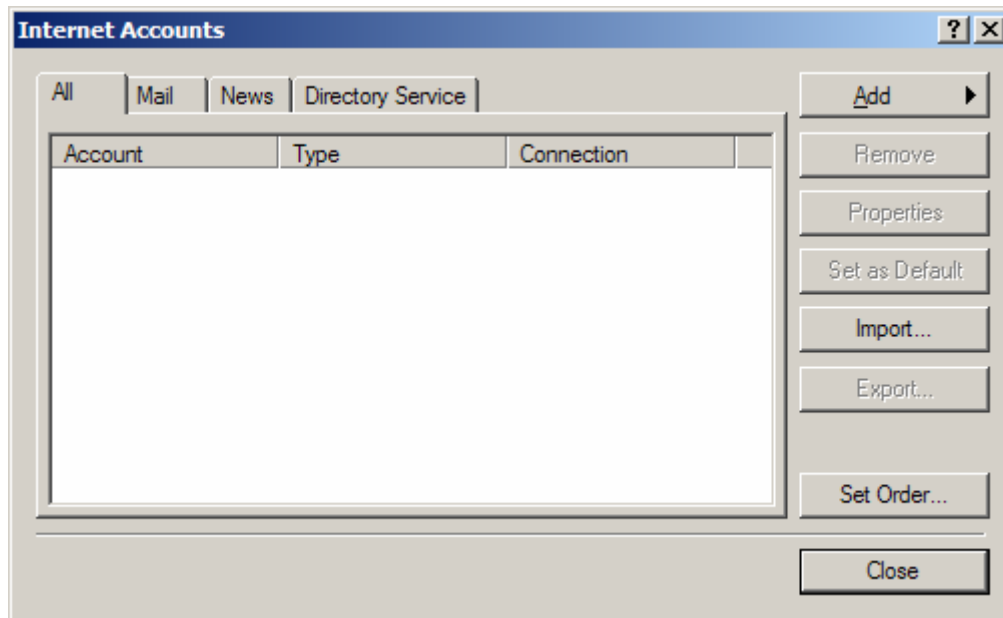 Internet Accounts
?
All Mail News Directory Service
Account Type Connection
Add
Remove
Properties
Set as Default
Import...
Export...
Set Order...
Close